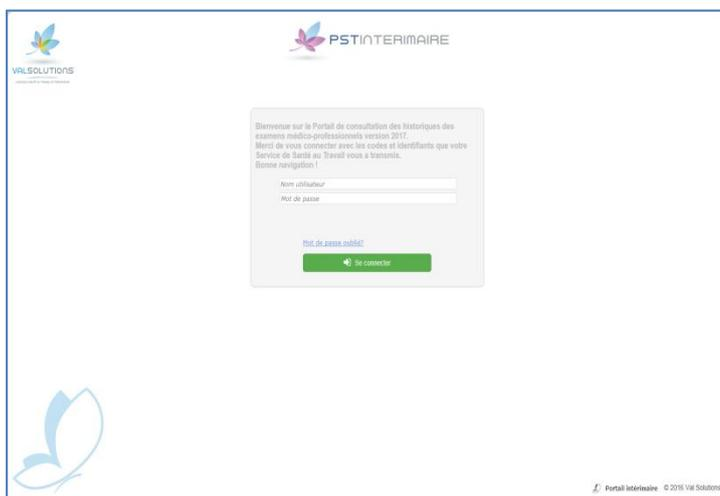 VALSOLUTIONS
PSTINTERIMAIRE
Bienvenue sur le Portail de consultation des historiques des
examens médico-professionnels version 2017.
Merci de vous connecter avec les codes et identifiants que votre
Service de Santé au Travail vous a transmis.
Bonne navigation !
Nom utilisateur
Mot de passe
Mot de passe oublié?
Se connecter
Portail intérimaire © 2016 Val Solutions